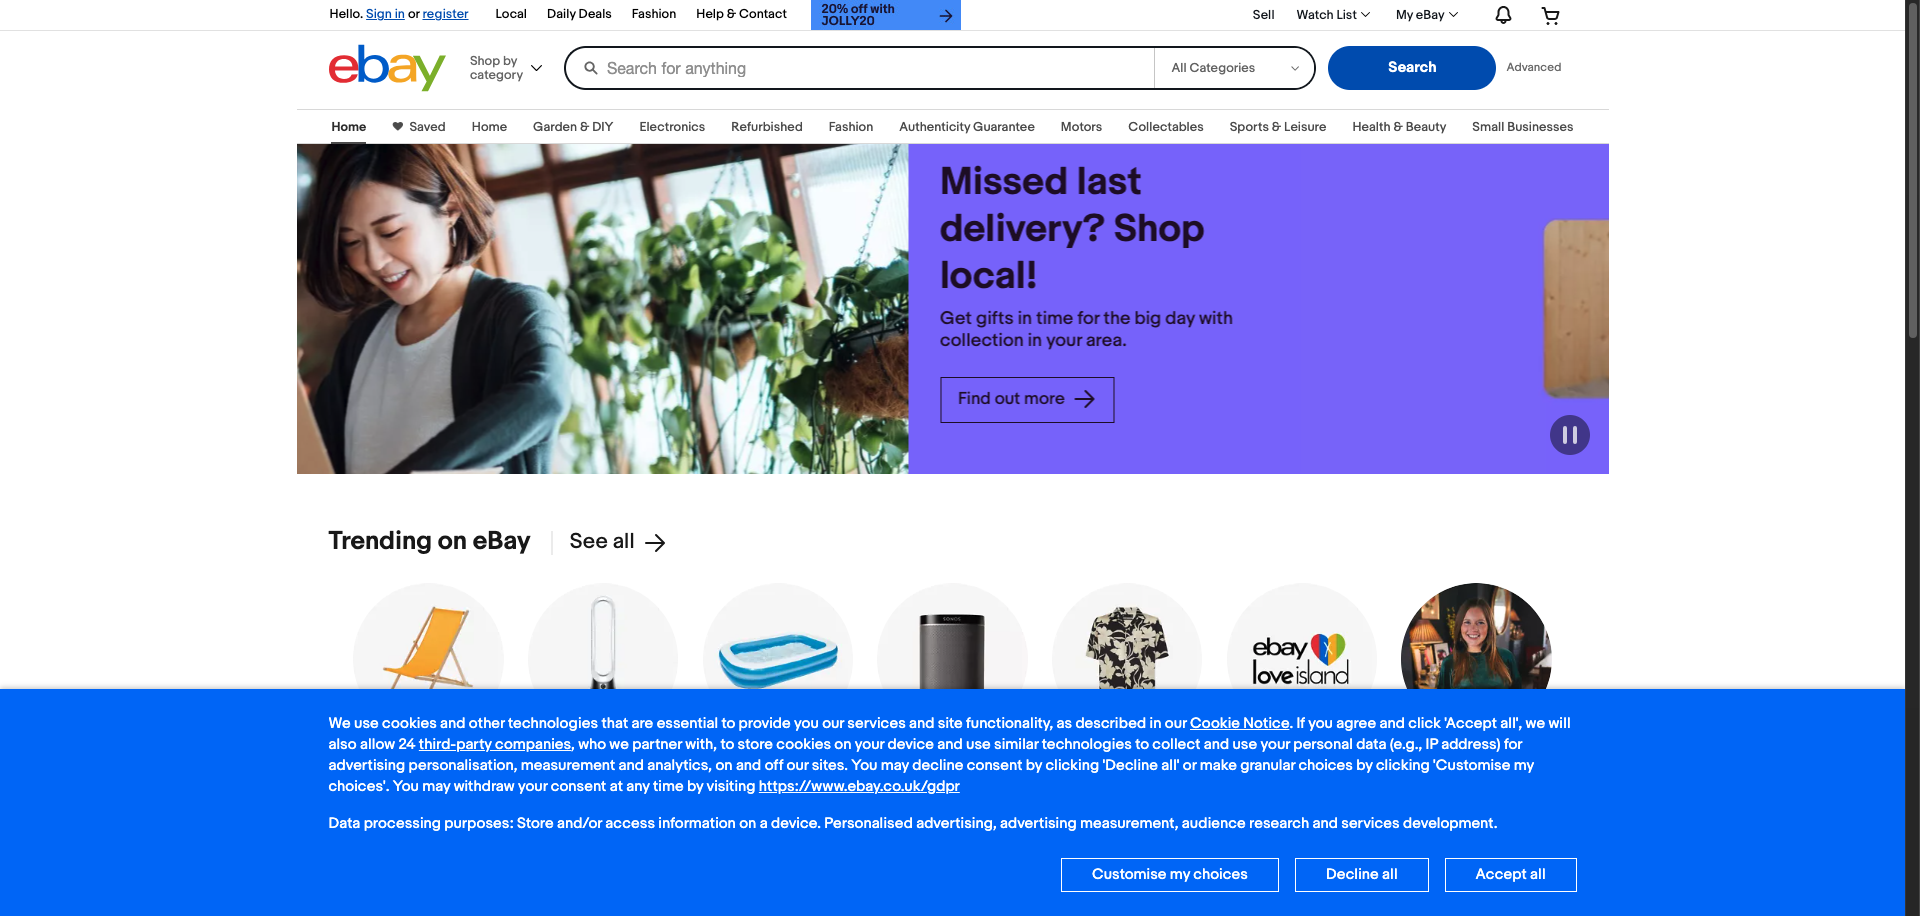 Hello. Sign in or register
Local
Daily Deals
Fashion
Help & Contact
20% off with
JOLLY20
Sell
Watch List
My eBay
ebay
Shop by
category
Search for anything
All Categories
Search
Advanced
Home
Saved
Home
Garden & DIY
Electronics
Refurbished
Fashion
Authenticity Guarantee
Motors
Collectables
Sports & Leisure
Health & Beauty
Small Businesses
Missed last
delivery? Shop
local!
Get gifts in time for the big day with
collection in your area.
Find out more
Trending on eBay
See all
SONOS
ebay
love island
We use cookies and other technologies that are essential to provide you our services and site functionality, as described in our Cookie Notice. If you agree and click 'Accept all', we will
also allow 24 third-party companies, who we partner with, to store cookies on your device and use similar technologies to collect and use your personal data (e.g., IP address) for
advertising personalisation, measurement and analytics, on and off our sites. You may decline consent by clicking 'Decline all' or make granular choices by clicking 'Customise my
choices'. You may withdraw your consent at any time by visiting https://www.ebay.co.uk/gdpr
Data processing purposes: Store and/or access information on a device. Personalised advertising, advertising measurement, audience research and services development.
Customise my choices
Decline all
Accept all